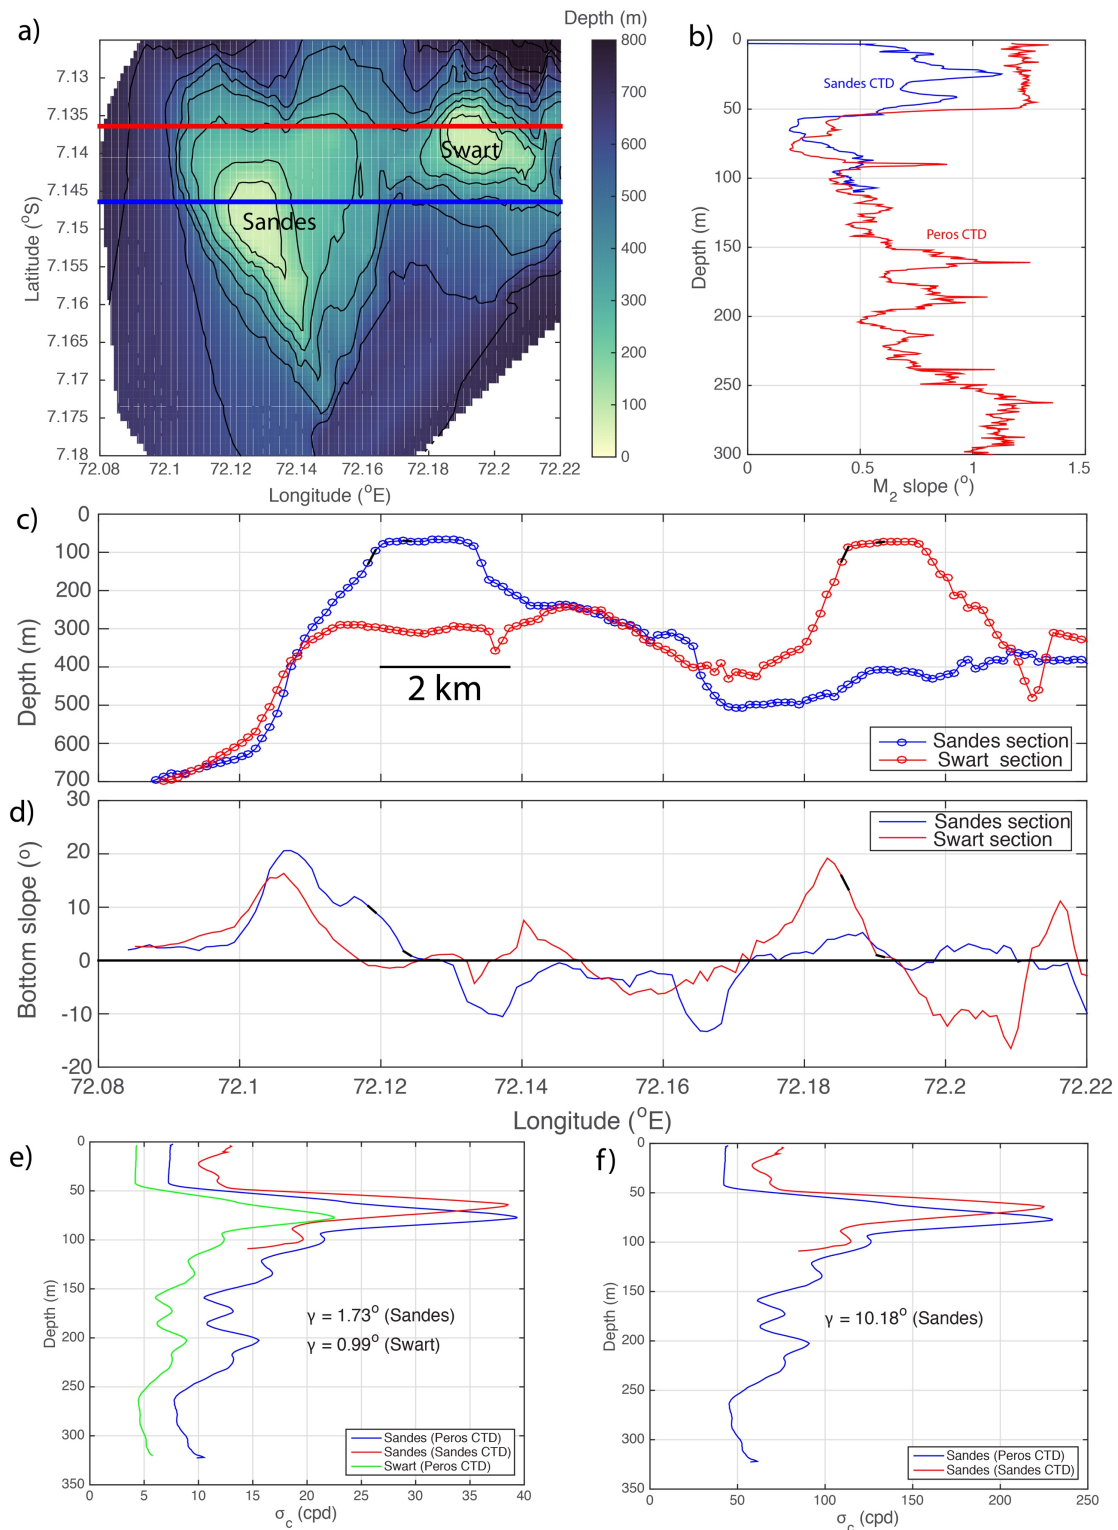 a)
Depth (m)
800
700
600
500
400
300
200
100
0
7.13
7.135
7.14
7.145
7.15
7.155
7.16
7.165
7.17
7.175
7.18
Latitude (°S)
Swart
Sandes
72.08
72.1
72.12
72.14
72.16
72.18
72.2
72.22
Longitude (°E)
b)
0
50
100
150
200
250
300
Depth (m)
Sandes CTD
Peros CTD
0
0.5
1
1.5
M₂ slope (°)
c)
0
100
200
300
400
500
600
700
Depth (m)
2 km
Sandes section
Swart section
d)
30
20
10
0
-10
-20
Bottom slope (°)
Sandes section
Swart section
72.08
72.1
72.12
72.14
72.16
72.18
72.2
72.22
Longitude (°E)
e)
0
50
100
150
200
250
300
350
Depth (m)
γ = 1.73° (Sandes)
γ = 0.99° (Swart)
Sandes (Peros CTD)
Sandes (Sandes CTD)
Swart (Peros CTD)
0
5
10
15
20
25
30
35
40
σc (cpd)
f)
0
50
100
150
200
250
300
350
Depth (m)
γ = 10.18° (Sandes)
Sandes (Peros CTD)
Sandes (Sandes CTD)
0
50
100
150
200
250
σc (cpd)